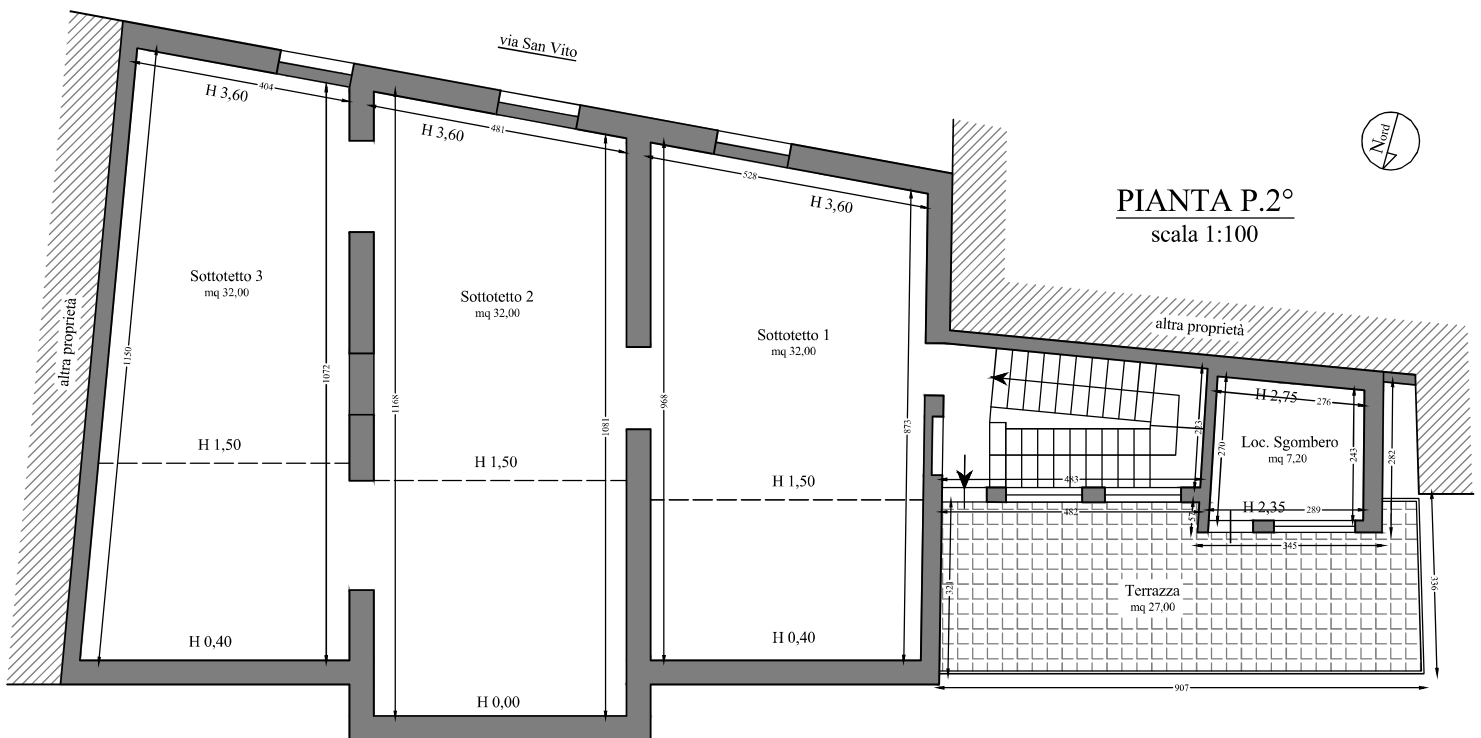 via San Vito
404
H 3,60
481
H 3,60
528
H 3,60
Nord
PIANTA P.2°
scala 1:100
Sottotetto 3
mq 32,00
Sottotetto 2
mq 32,00
Sottotetto 1
mq 32,00
altra proprietà
altra proprietà
1150
1072
1168
1081
968
873
H 1,50
H 1,50
H 1,50
H 2,75
276
Loc. Sgombero
mq 7,20
223
270
243
282
483
482
57
H 2,35
289
345
321
336
Terrazza
mq 27,00
H 0,40
H 0,00
H 0,40
907